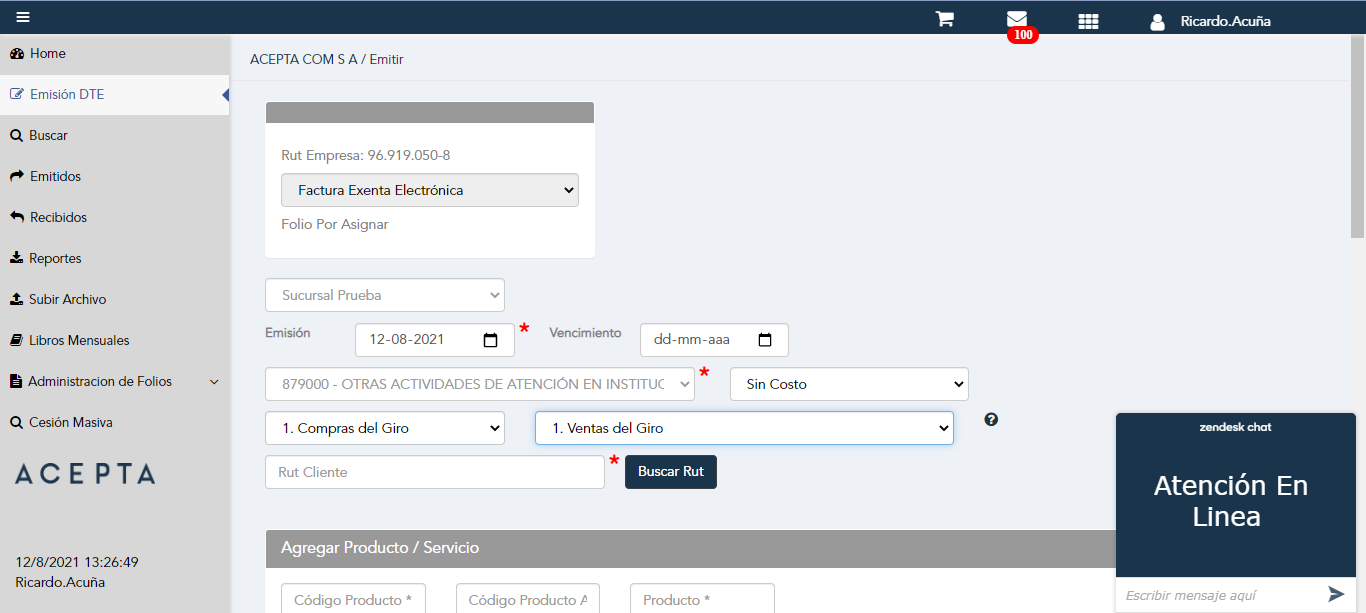 100
Ricardo.Acuña
Home
ACEPTA COM S A / Emitir
Emisión DTE
Buscar
Emitidos
Recibidos
Reportes
Subir Archivo
Libros Mensuales
Administracion de Folios
Cesión Masiva
ACEPTA
12/8/2021 13:26:49
Ricardo.Acuña
Rut Empresa: 96.919.050-8
Factura Exenta Electrónica
Folio Por Asignar
Sucursal Prueba
Emisión 12-08-2021 * Vencimiento dd-mm-aaa
879000 - OTRAS ACTIVIDADES DE ATENCIÓN EN INSTITUC * Sin Costo
1. Compras del Giro 1. Ventas del Giro ?
Rut Cliente * Buscar Rut
Agregar Producto / Servicio
Código Producto * Código Producto A Producto *
zendesk chat
Atención En
Linea
Escribir mensaje aquí